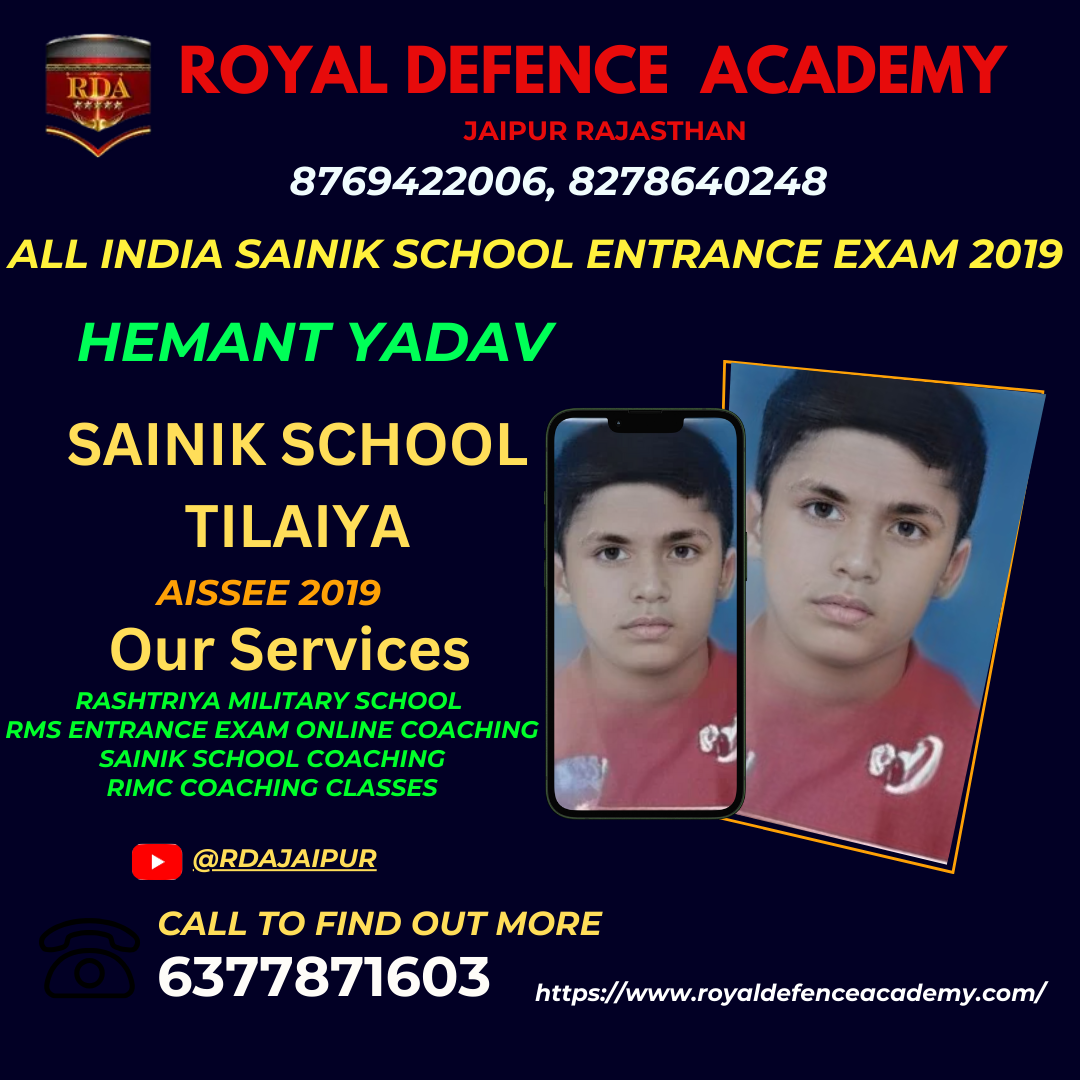 RDA
ROYAL DEFENCE ACADEMY
JAIPUR RAJASTHAN
8769422006, 8278640248
ALL INDIA SAINIK SCHOOL ENTRANCE EXAM 2019
HEMANT YADAV
SAINIK SCHOOL
TILAIYA
AISSEE 2019
Our Services
RASHTRIYA MILITARY SCHOOL
RMS ENTRANCE EXAM ONLINE COACHING
SAINIK SCHOOL COACHING
RIMC COACHING CLASSES
@RDAJAIPUR
CALL TO FIND OUT MORE
6377871603
https://www.royaldefenceacademy.com/